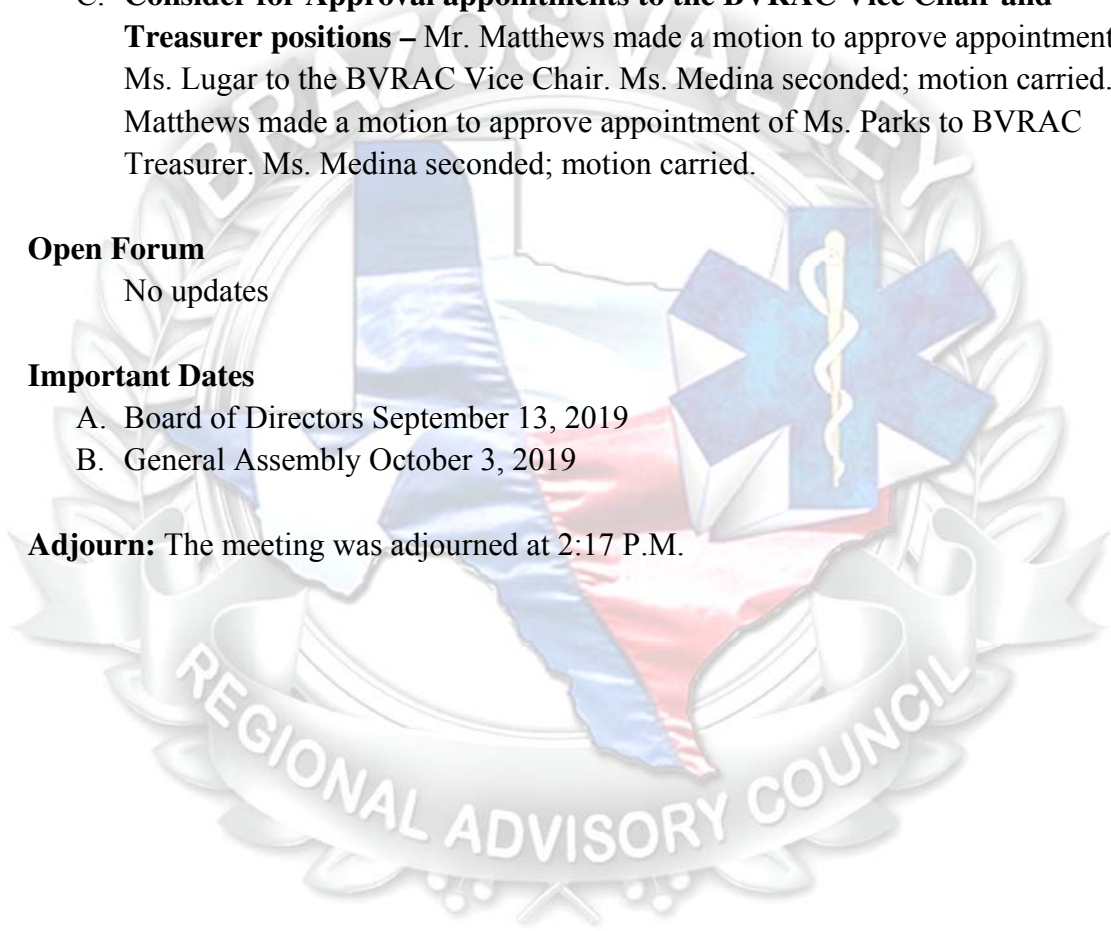 C. Consider for Approval appointments to the BVRAC Vice Chair and
Treasurer positions – Mr. Matthews made a motion to approve appointment
Ms. Lugar to the BVRAC Vice Chair. Ms. Medina seconded; motion carried.
Matthews made a motion to approve appointment of Ms. Parks to BVRAC
Treasurer. Ms. Medina seconded; motion carried.
Open Forum
No updates
Important Dates
A. Board of Directors September 13, 2019
B. General Assembly October 3, 2019
Adjourn: The meeting was adjourned at 2:17 P.M.
BRAZOS VALLEY
REGIONAL ADVISORY COUNCIL